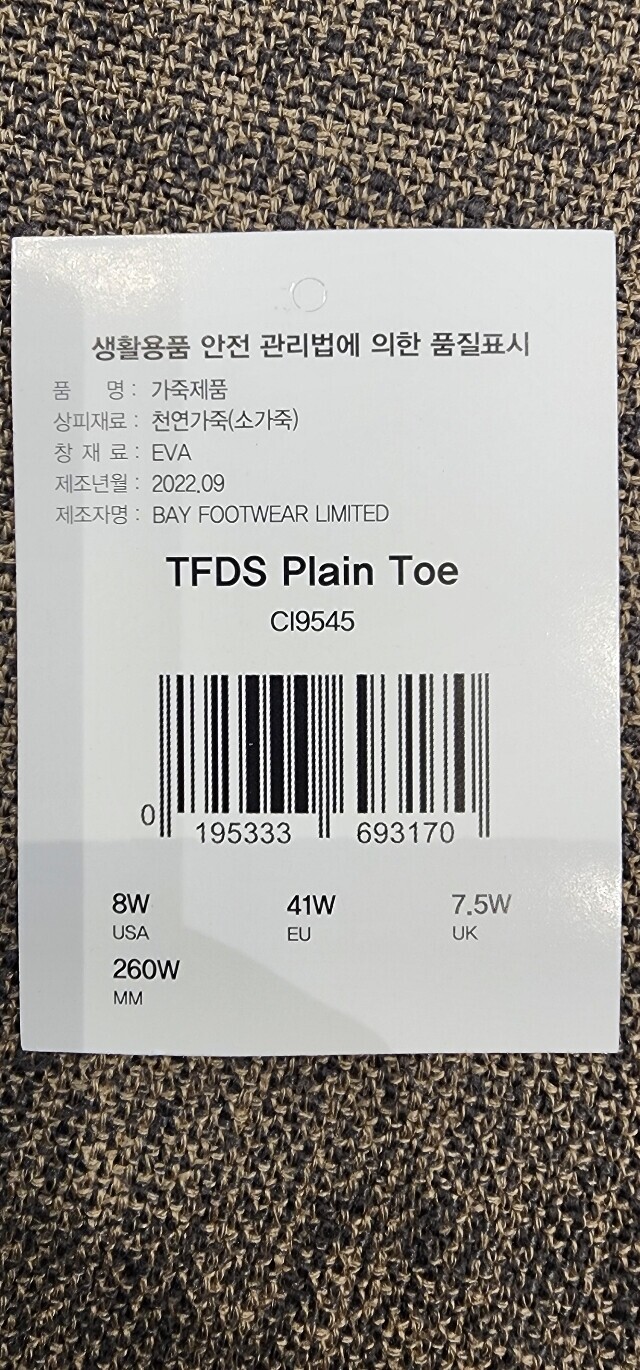 생활용품 안전 관리법에 의한 품질표시
품 명 : 가죽제품
상피재료 : 천연가죽(소가죽)
창 재 료 : EVA
제조년월 : 2022.09
제조자명 : BAY FOOTWEAR LIMITED
TFDS Plain Toe
CI9545
0 195333 693170
8W 41W 7.5W
USA EU UK
260W
MM